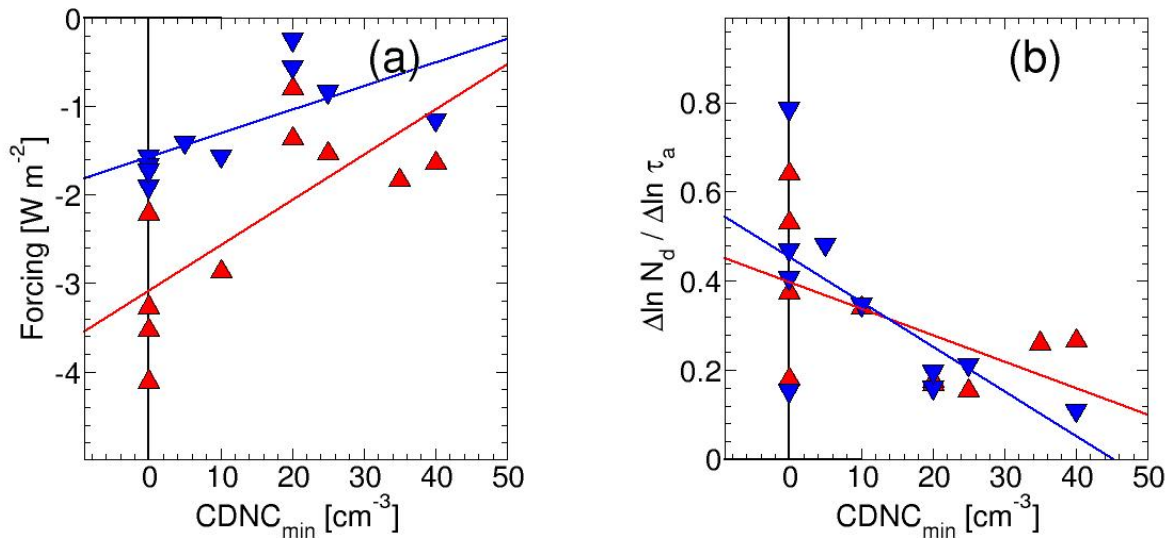 (a)
Forcing [W m⁻²]
0
-1
-2
-3
-4
0 10 20 30 40 50
CDNC_min [cm⁻³]
(b)
Δln N_d / Δln τ_a
0.8
0.6
0.4
0.2
0
0 10 20 30 40 50
CDNC_min [cm⁻³]